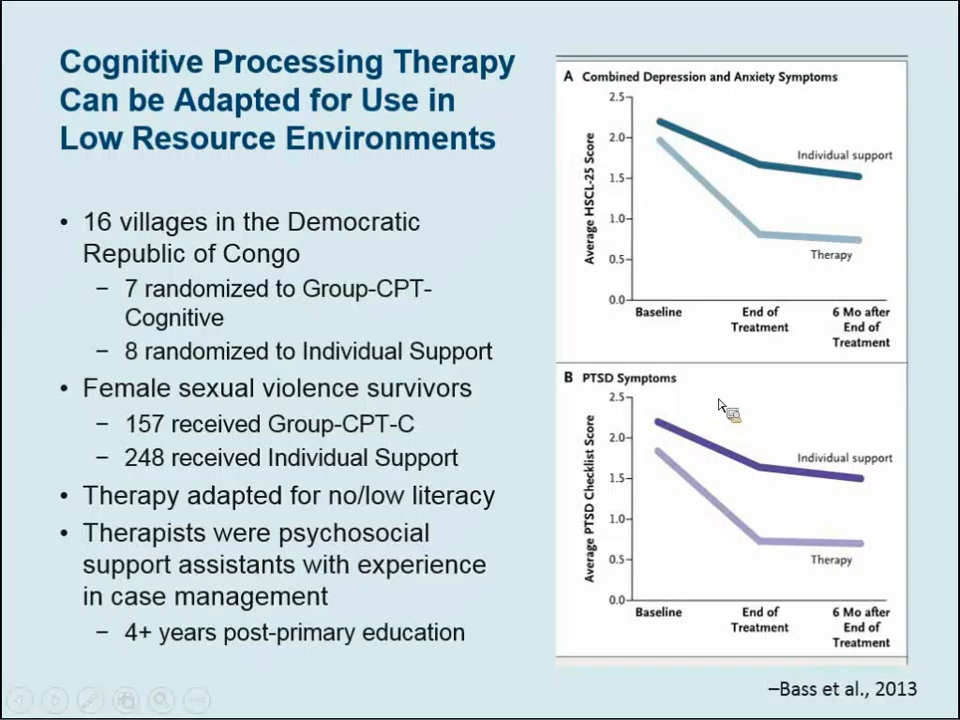 Cognitive Processing Therapy
Can be Adapted for Use in
Low Resource Environments
• 16 villages in the Democratic
Republic of Congo
− 7 randomized to Group-CPT-
Cognitive
− 8 randomized to Individual Support
• Female sexual violence survivors
− 157 received Group-CPT-C
− 248 received Individual Support
• Therapy adapted for no/low literacy
• Therapists were psychosocial
support assistants with experience
in case management
− 4+ years post-primary education
A Combined Depression and Anxiety Symptoms
Average HSCL-25 Score
2.5
2.0
1.5
1.0
0.5
0.0
Individual support
Therapy
Baseline
End of
Treatment
6 Mo after
End of
Treatment
B PTSD Symptoms
Average PTSD Checklist Score
2.5
2.0
1.5
1.0
0.5
0.0
Individual support
Therapy
Baseline
End of
Treatment
6 Mo after
End of
Treatment
–Bass et al., 2013